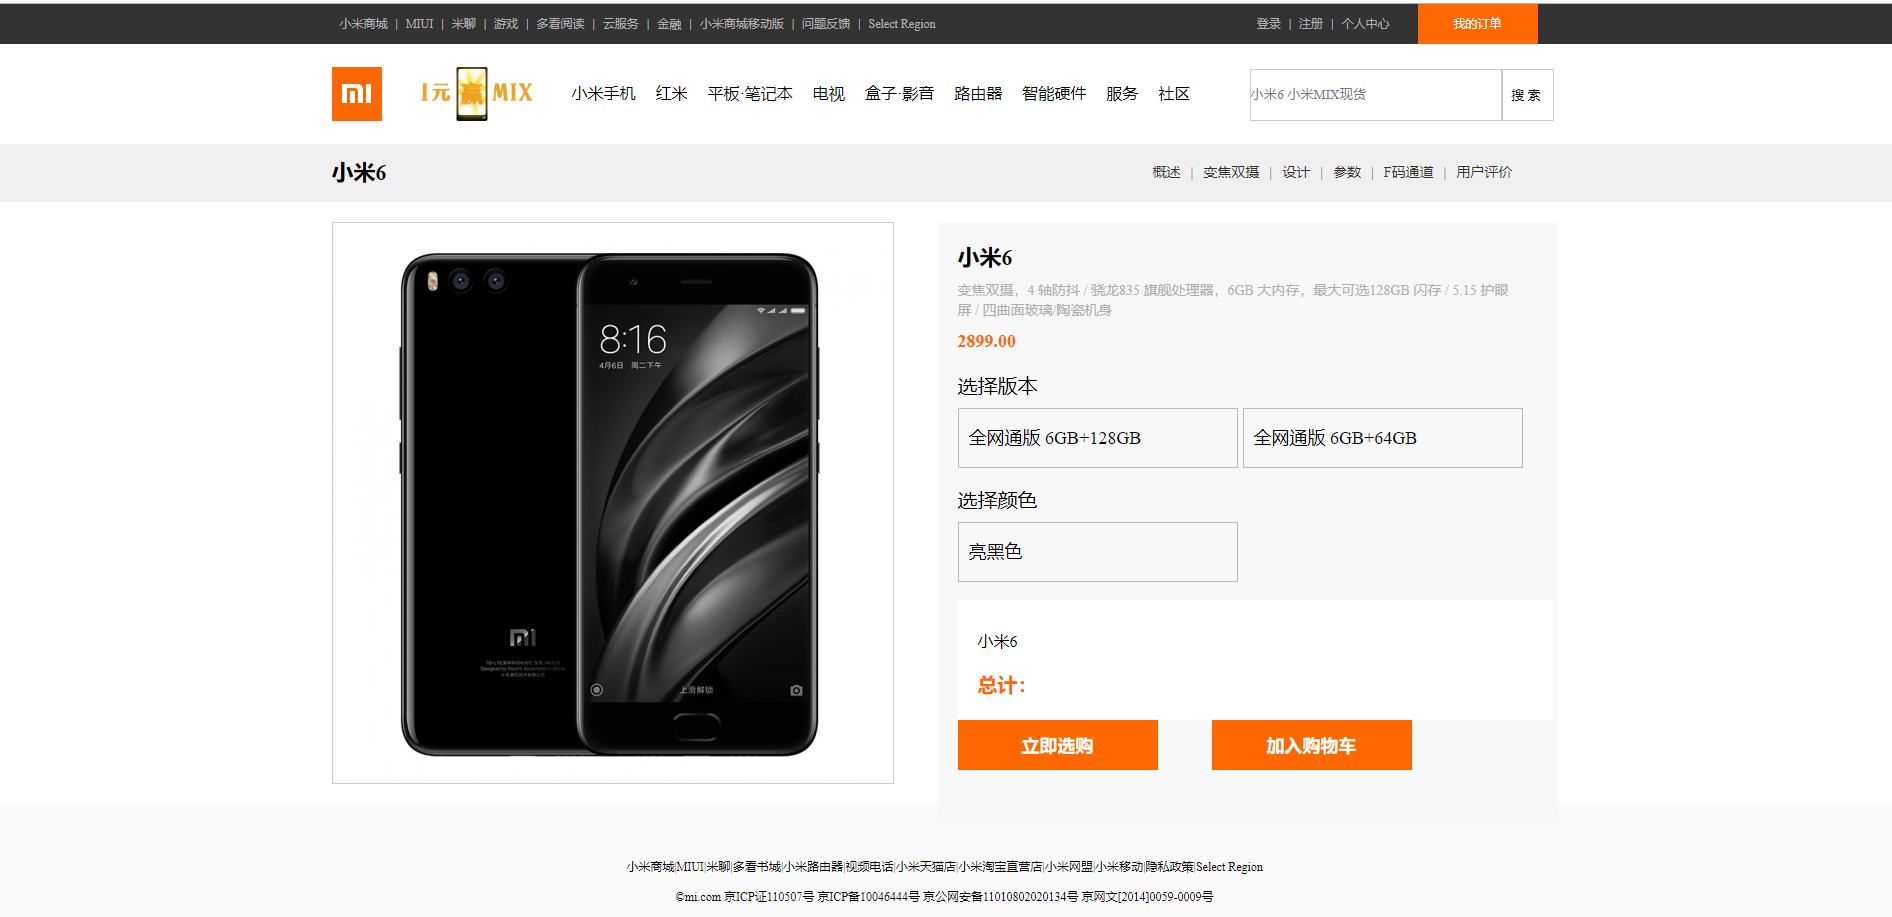 小米商城 | MIUI | 米聊 | 游戏 | 多看阅读 | 云服务 | 金融 | 小米商城移动版 | 问题反馈 | Select Region
登录 | 注册 | 个人中心
我的订单
mi
1元 赢 MIX
小米手机 红米 平板·笔记本 电视 盒子·影音 路由器 智能硬件 服务 社区
小米6 小米MIX现货
搜 索
小米6
概述 | 变焦双摄 | 设计 | 参数 | F码通道 | 用户评价
8:16
4月6日 周二下午
mi
上滑解锁
小米6
变焦双摄，4 轴防抖 / 骁龙835 旗舰处理器，6GB 大内存，最大可选128GB 闪存 / 5.15 护眼
屏 / 四曲面玻璃/陶瓷机身
2899.00
选择版本
全网通版 6GB+128GB
全网通版 6GB+64GB
选择颜色
亮黑色
小米6
总计：
立即选购
加入购物车
小米商城|MIUI|米聊|多看书城|小米路由器|视频电话|小米天猫店|小米淘宝直营店|小米网盟|小米移动|隐私政策|Select Region
©mi.com 京ICP证110507号 京ICP备10046444号 京公网安备11010802020134号 京网文[2014]0059-0009号